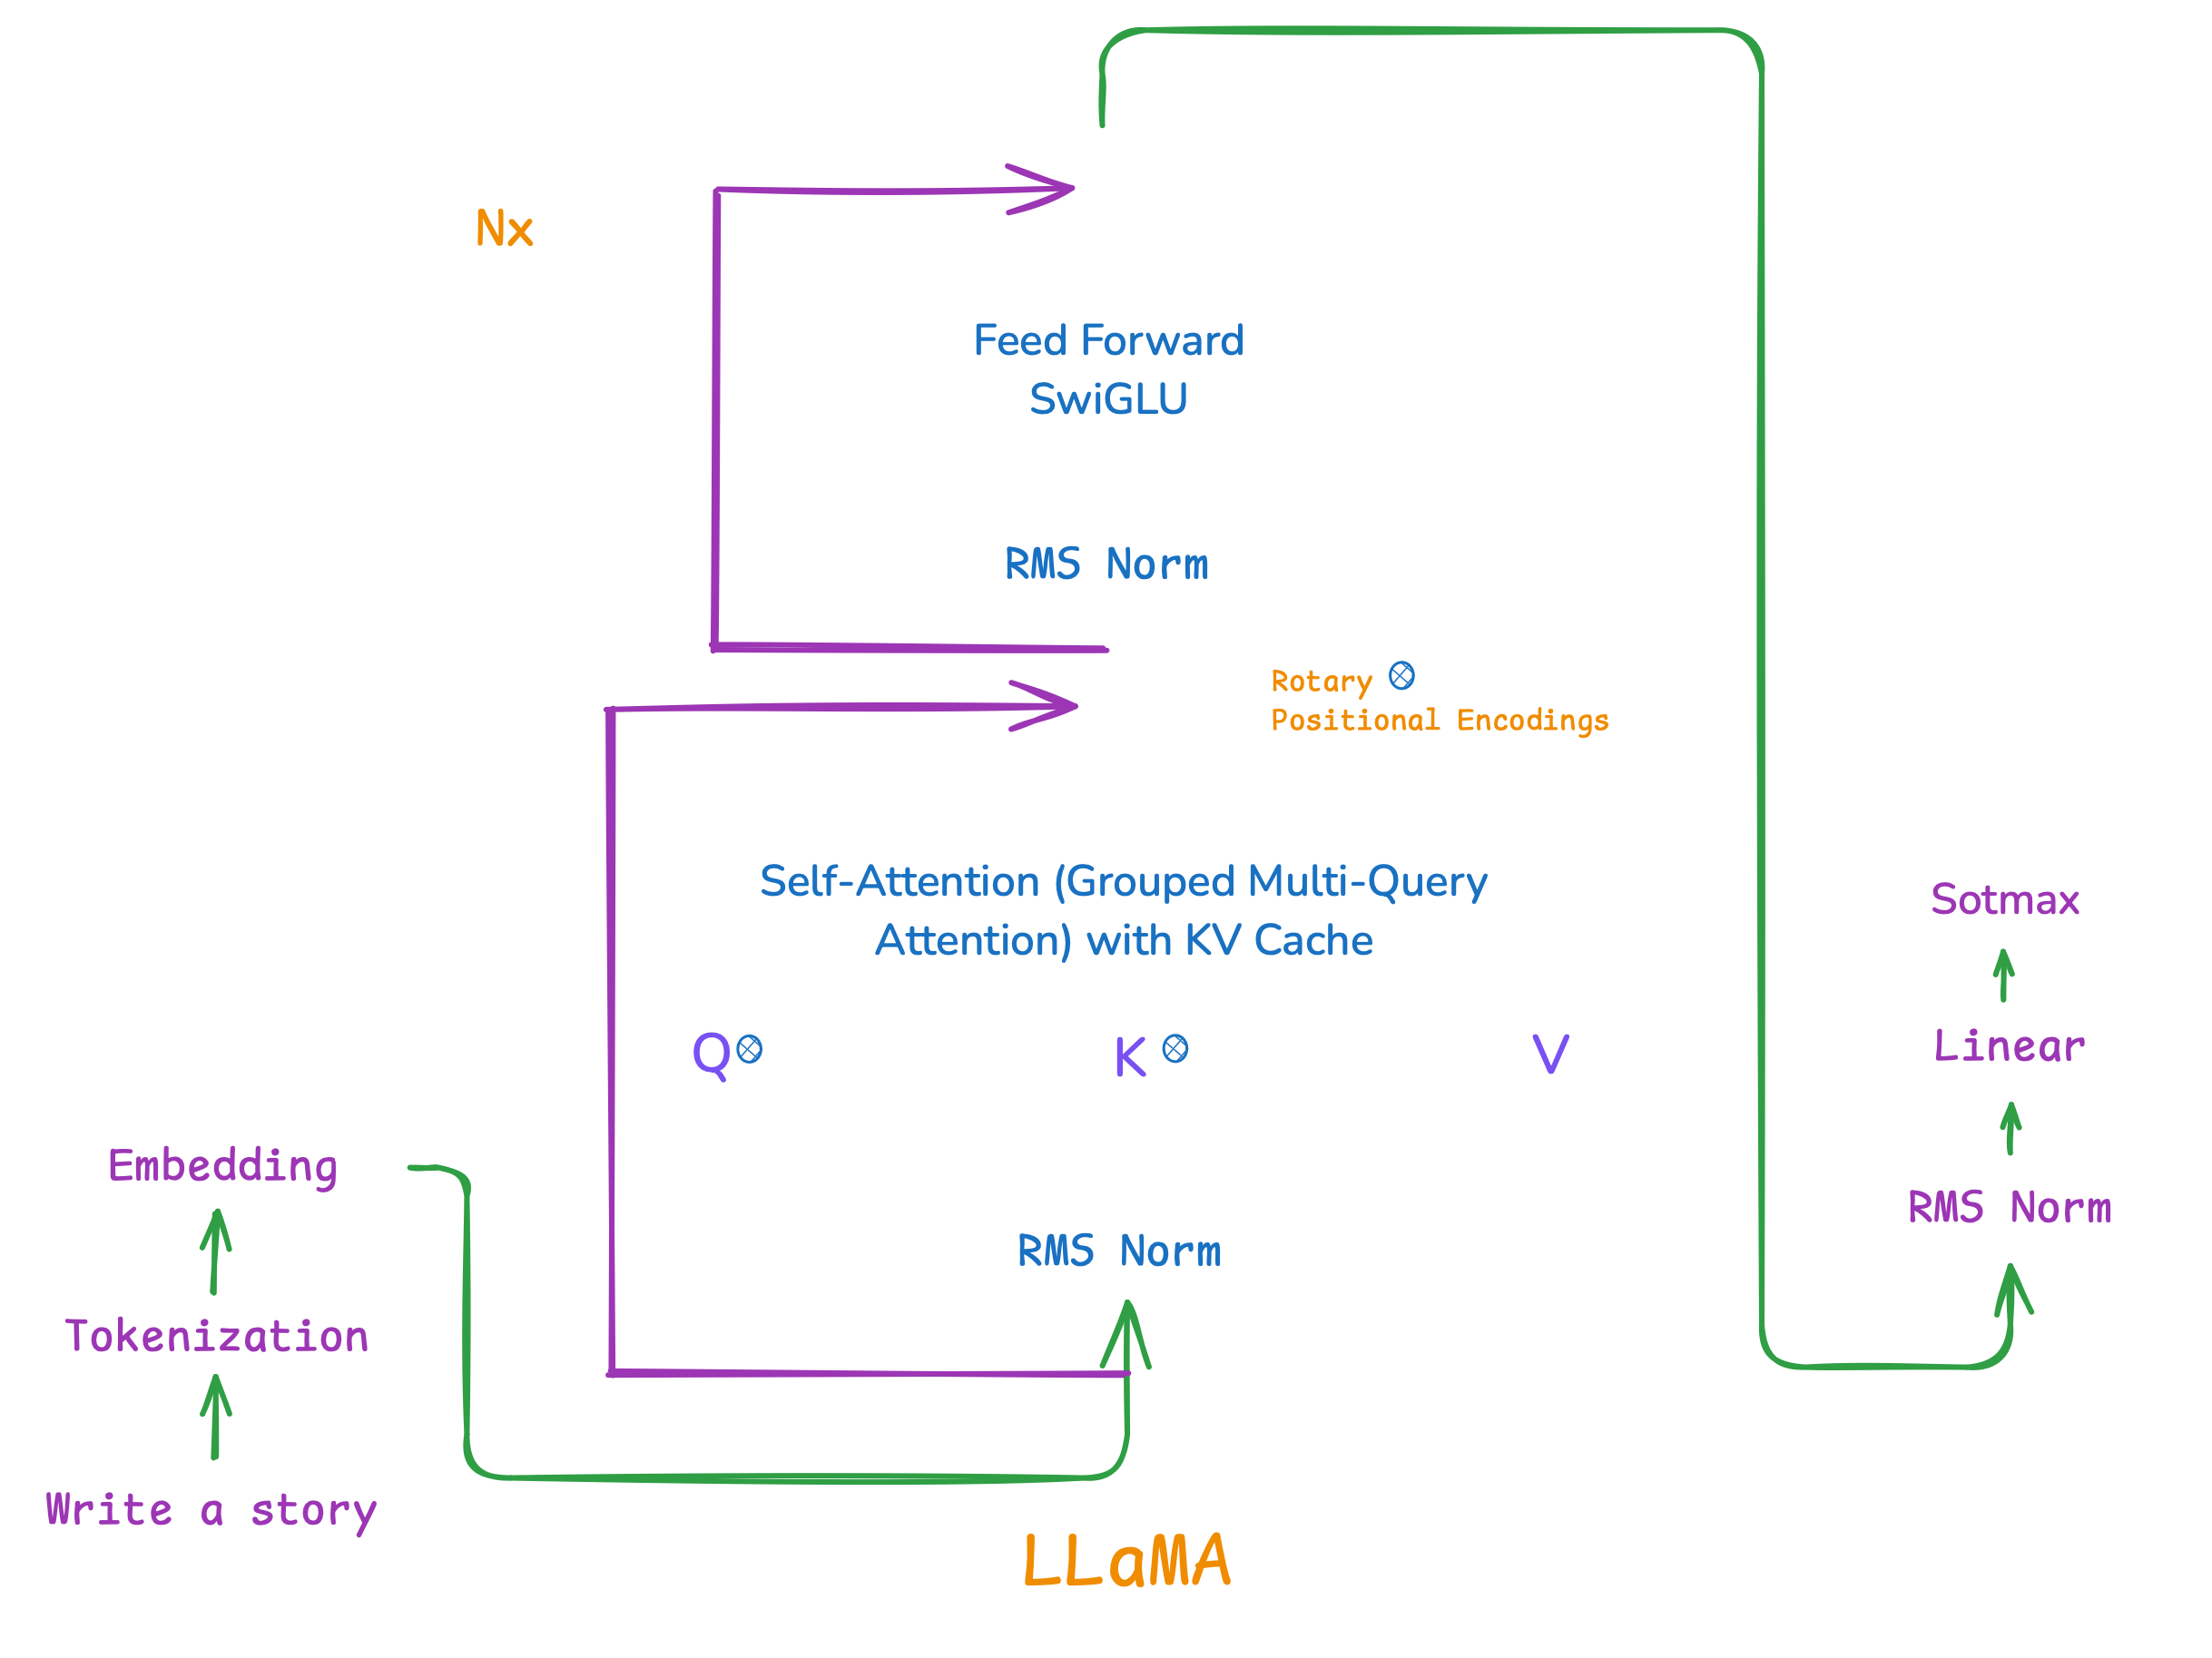 Nx
Feed Forward
SwiGLU
RMS Norm
Rotary
Positional Encodings
Self-Attention (Grouped Multi-Query
Attention) with KV Cache
Q
K
V
RMS Norm
Embedding
Tokenization
Write a story
Sotmax
Linear
RMS Norm
LLaMA